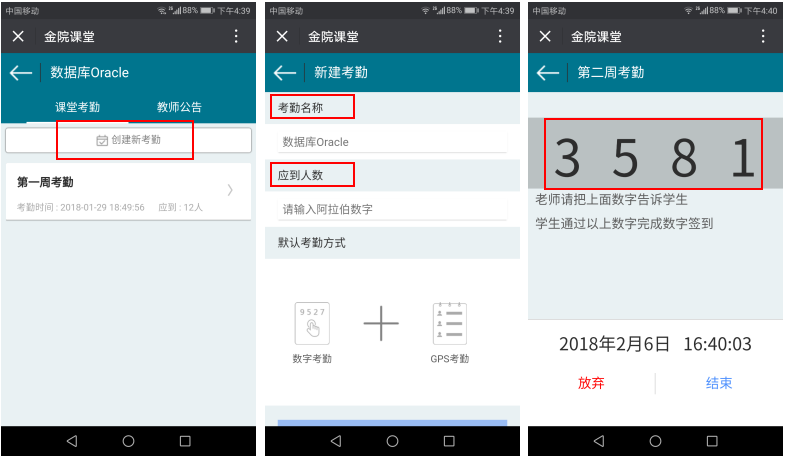 中国移动 88% 下午4:39
金院课堂
数据库Oracle
课堂考勤 教师公告
创建新考勤
第一周考勤
考勤时间 : 2018-01-29 18:49:56 应到 : 12人
中国移动 88% 下午4:39
金院课堂
新建考勤
考勤名称
数据库Oracle
应到人数
请输入阿拉伯数字
默认考勤方式
9527
数字考勤 GPS考勤
中国移动 88% 下午4:40
金院课堂
第二周考勤
3 5 8 1
老师请把上面数字告诉学生
学生通过以上数字完成数字签到
2018年2月6日 16:40:03
放弃 结束